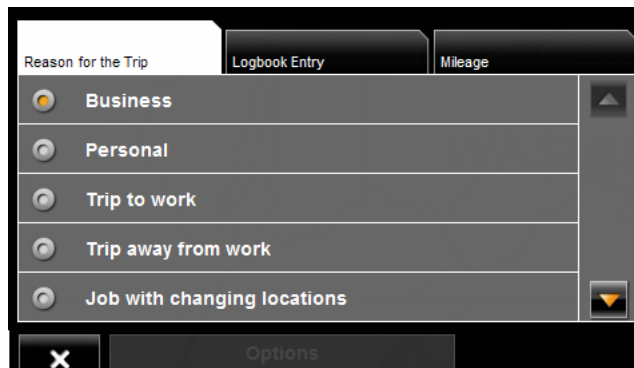 Reason for the Trip
Logbook Entry
Mileage
Business
Personal
Trip to work
Trip away from work
Job with changing locations
Options